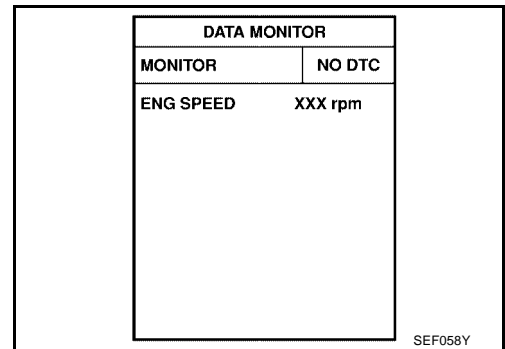 DATA MONITOR
MONITOR NO DTC
ENG SPEED XXX rpm
SEF058Y